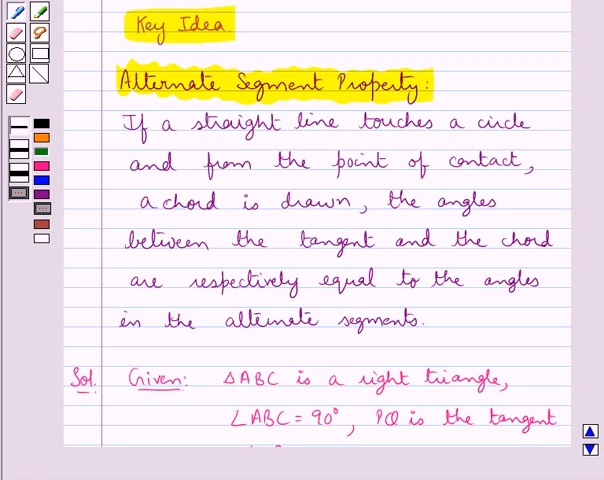 Key Idea
Alternate Segment Property:
If a straight line touches a circle
and from the point of contact,
a chord is drawn, the angles
between the tangent and the chord
are respectively equal to the angles
in the alternate segments.
Sol. Given: △ABC is a right triangle,
∠ABC = 90°, PQ is the tangent